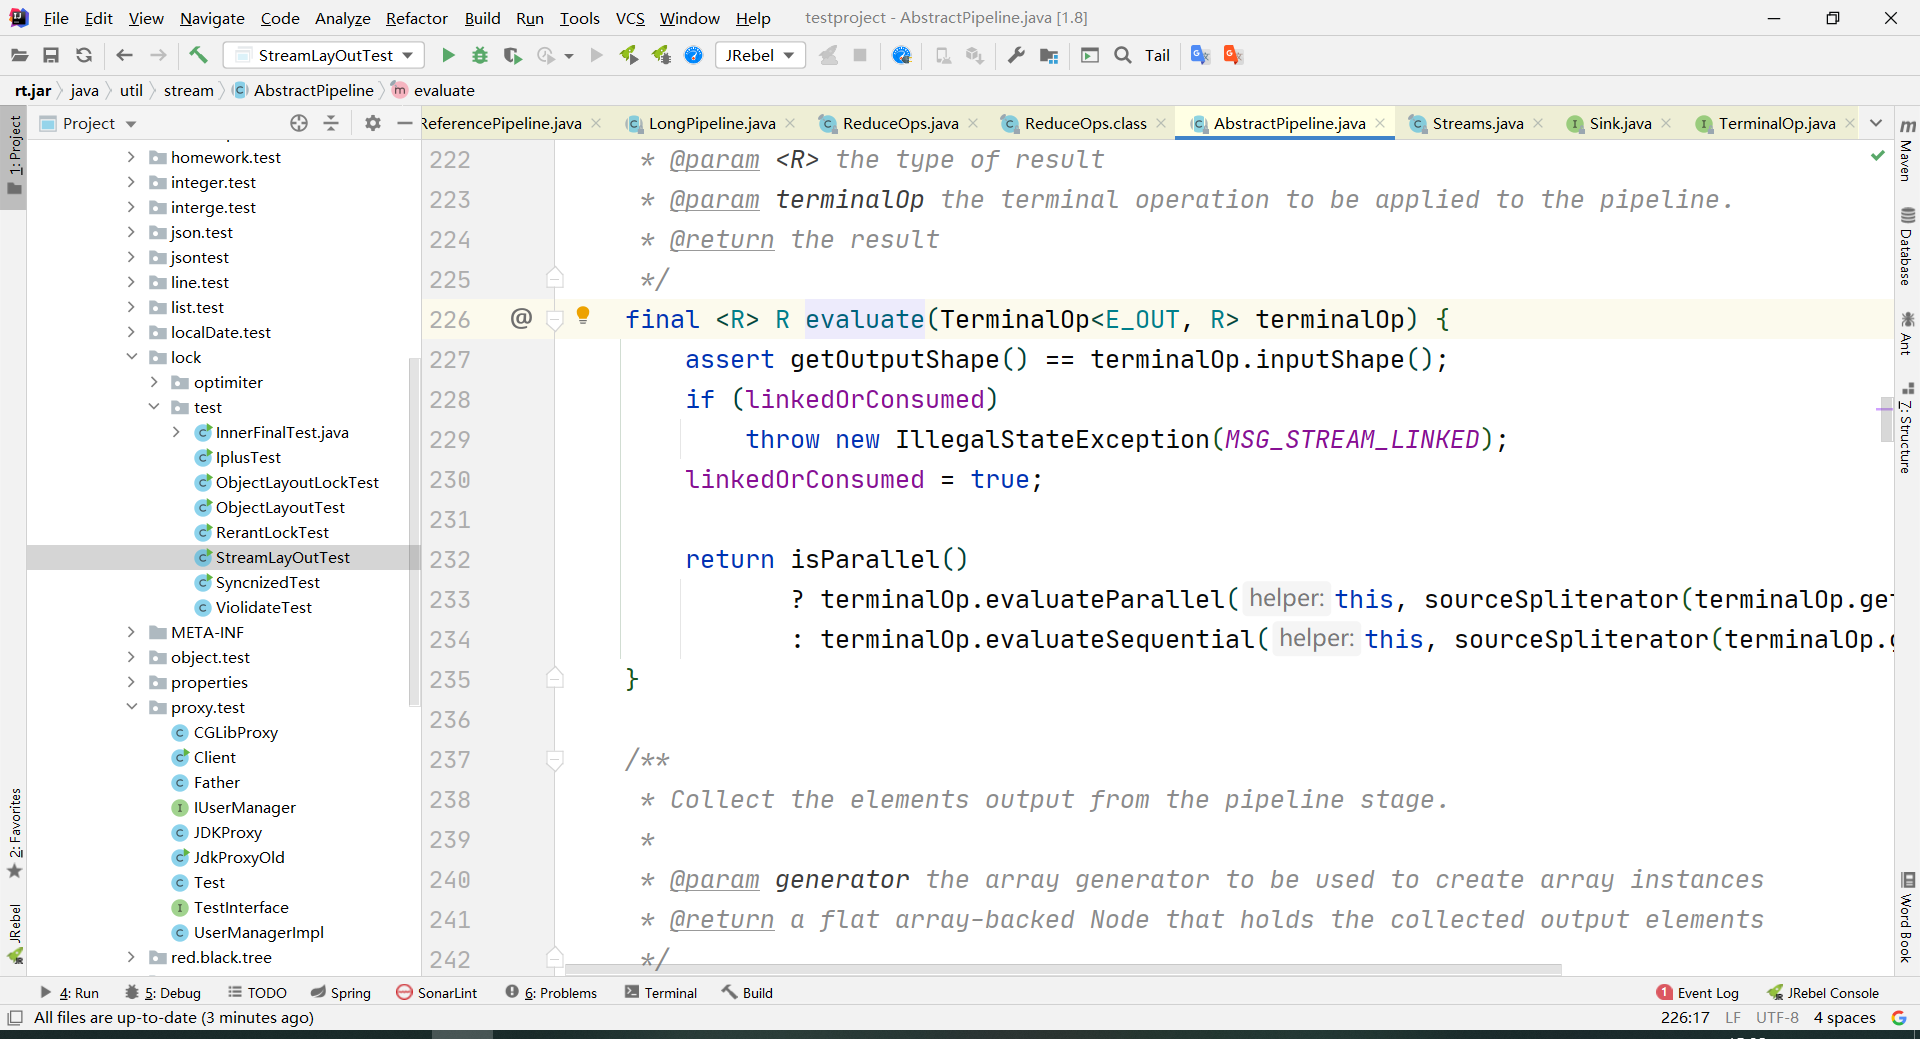 File Edit View Navigate Code Analyze Refactor Build Run Tools VCS Window Help testproject - AbstractPipeline.java [1.8]
StreamLayOutTest JRebel Tail
rt.jar java util stream AbstractPipeline evaluate
Project
ReferencePipeline.java LongPipeline.java ReduceOps.java ReduceOps.class AbstractPipeline.java Streams.java Sink.java TerminalOp.java
1: Project
2: Favorites
JRebel
homework.test
integer.test
interge.test
json.test
jsontest
line.test
list.test
localDate.test
lock
optimiter
test
InnerFinalTest.java
IplusTest
ObjectLayoutLockTest
ObjectLayoutTest
RerantLockTest
StreamLayOutTest
SyncnizedTest
ViolidateTest
META-INF
object.test
properties
proxy.test
CGLibProxy
Client
Father
IUserManager
JDKProxy
JdkProxyOld
Test
TestInterface
UserManagerImpl
red.black.tree
222 * @param <R> the type of result
223 * @param terminalOp the terminal operation to be applied to the pipeline.
224 * @return the result
225 */
226 @ final <R> R evaluate(TerminalOp<E_OUT, R> terminalOp) {
227 assert getOutputShape() == terminalOp.inputShape();
228 if (linkedOrConsumed)
229 throw new IllegalStateException(MSG_STREAM_LINKED);
230 linkedOrConsumed = true;
231
232 return isParallel()
233 ? terminalOp.evaluateParallel( helper: this, sourceSpliterator(terminalOp.get
234 : terminalOp.evaluateSequential( helper: this, sourceSpliterator(terminalOp.g
235 }
236
237 /**
238 * Collect the elements output from the pipeline stage.
239 *
240 * @param generator the array generator to be used to create array instances
241 * @return a flat array-backed Node that holds the collected output elements
242 */
m Maven
Database
Ant
7: Structure
Word Book
4: Run 5: Debug TODO Spring SonarLint 6: Problems Terminal Build 1 Event Log JRebel Console
All files are up-to-date (3 minutes ago) 226:17 LF UTF-8 4 spaces